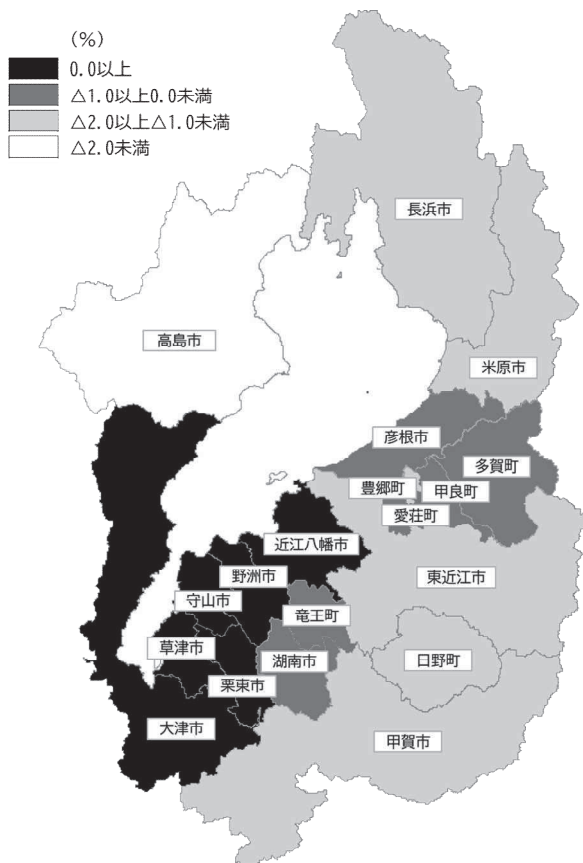 (%)
0.0以上
△1.0以上0.0未満
△2.0以上△1.0未満
△2.0未満
長浜市
高島市
米原市
彦根市
多賀町
豊郷町
甲良町
愛荘町
近江八幡市
東近江市
野洲市
守山市
竜王町
草津市
湖南市
日野町
栗東市
大津市
甲賀市